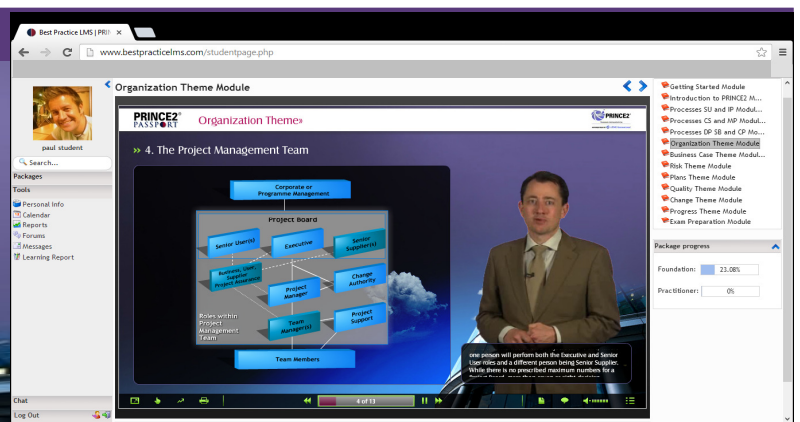 Best Practice LMS | PRIN
www.bestpracticelms.com/studentpage.php
paul student
Search...
Packages
Tools
Personal Info
Calendar
Reports
Forums
Messages
Learning Report
Chat
Log Out
Organization Theme Module
PRINCE2®
PASSPORT
Organization Theme»
PRINCE2
» 4. The Project Management Team
Corporate or
Programme Management
Project Board
Senior User(s)
Executive
Senior
Supplier(s)
Business, User,
Supplier
Project Assurance
Project
Manager
Change
Authority
Roles within
Project
Management
Team
Team
Manager(s)
Project
Support
Team Members
one person will perform both the Executive and Senior
User roles and a different person being Senior Supplier.
While there is no prescribed maximum numbers for a
4 of 13
Getting Started Module
Introduction to PRINCE2 M...
Processes SU and IP Modul...
Processes CS and MP Modul...
Processes DP SB and CP Mo...
Organization Theme Module
Business Case Theme Modul...
Risk Theme Module
Plans Theme Module
Quality Theme Module
Change Theme Module
Progress Theme Module
Exam Preparation Module
Package progress
Foundation: 23.08%
Practitioner: 0%